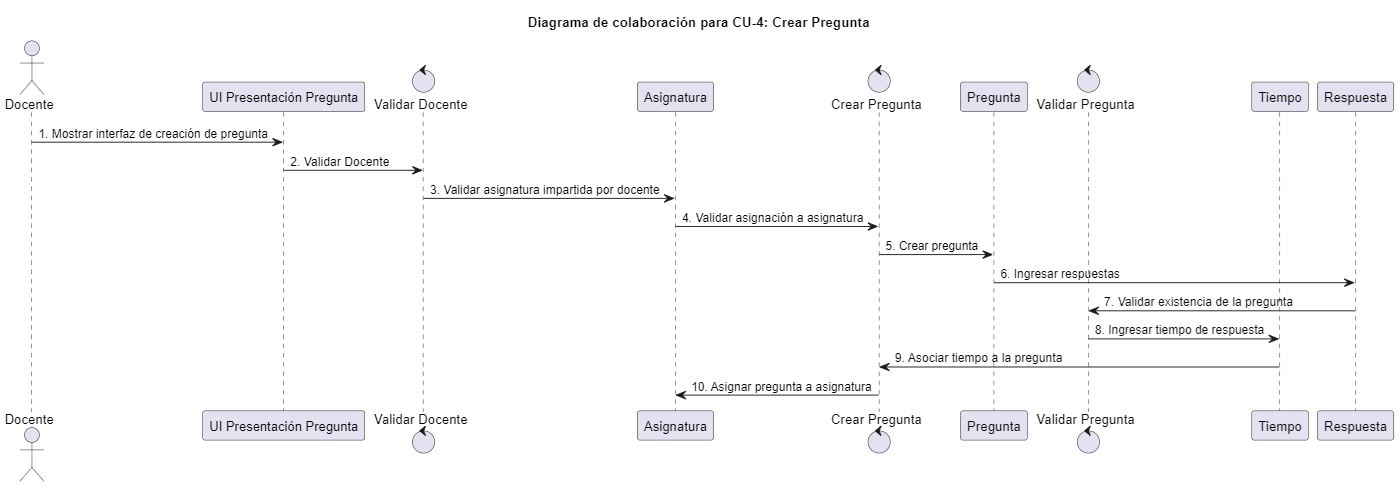 Diagrama de colaboración para CU-4: Crear Pregunta
Docente
UI Presentación Pregunta
Validar Docente
Asignatura
Crear Pregunta
Pregunta
Validar Pregunta
Tiempo
Respuesta
1. Mostrar interfaz de creación de pregunta
2. Validar Docente
3. Validar asignatura impartida por docente
4. Validar asignación a asignatura
5. Crear pregunta
6. Ingresar respuestas
7. Validar existencia de la pregunta
8. Ingresar tiempo de respuesta
9. Asociar tiempo a la pregunta
10. Asignar pregunta a asignatura
Docente
UI Presentación Pregunta
Validar Docente
Asignatura
Crear Pregunta
Pregunta
Validar Pregunta
Tiempo
Respuesta